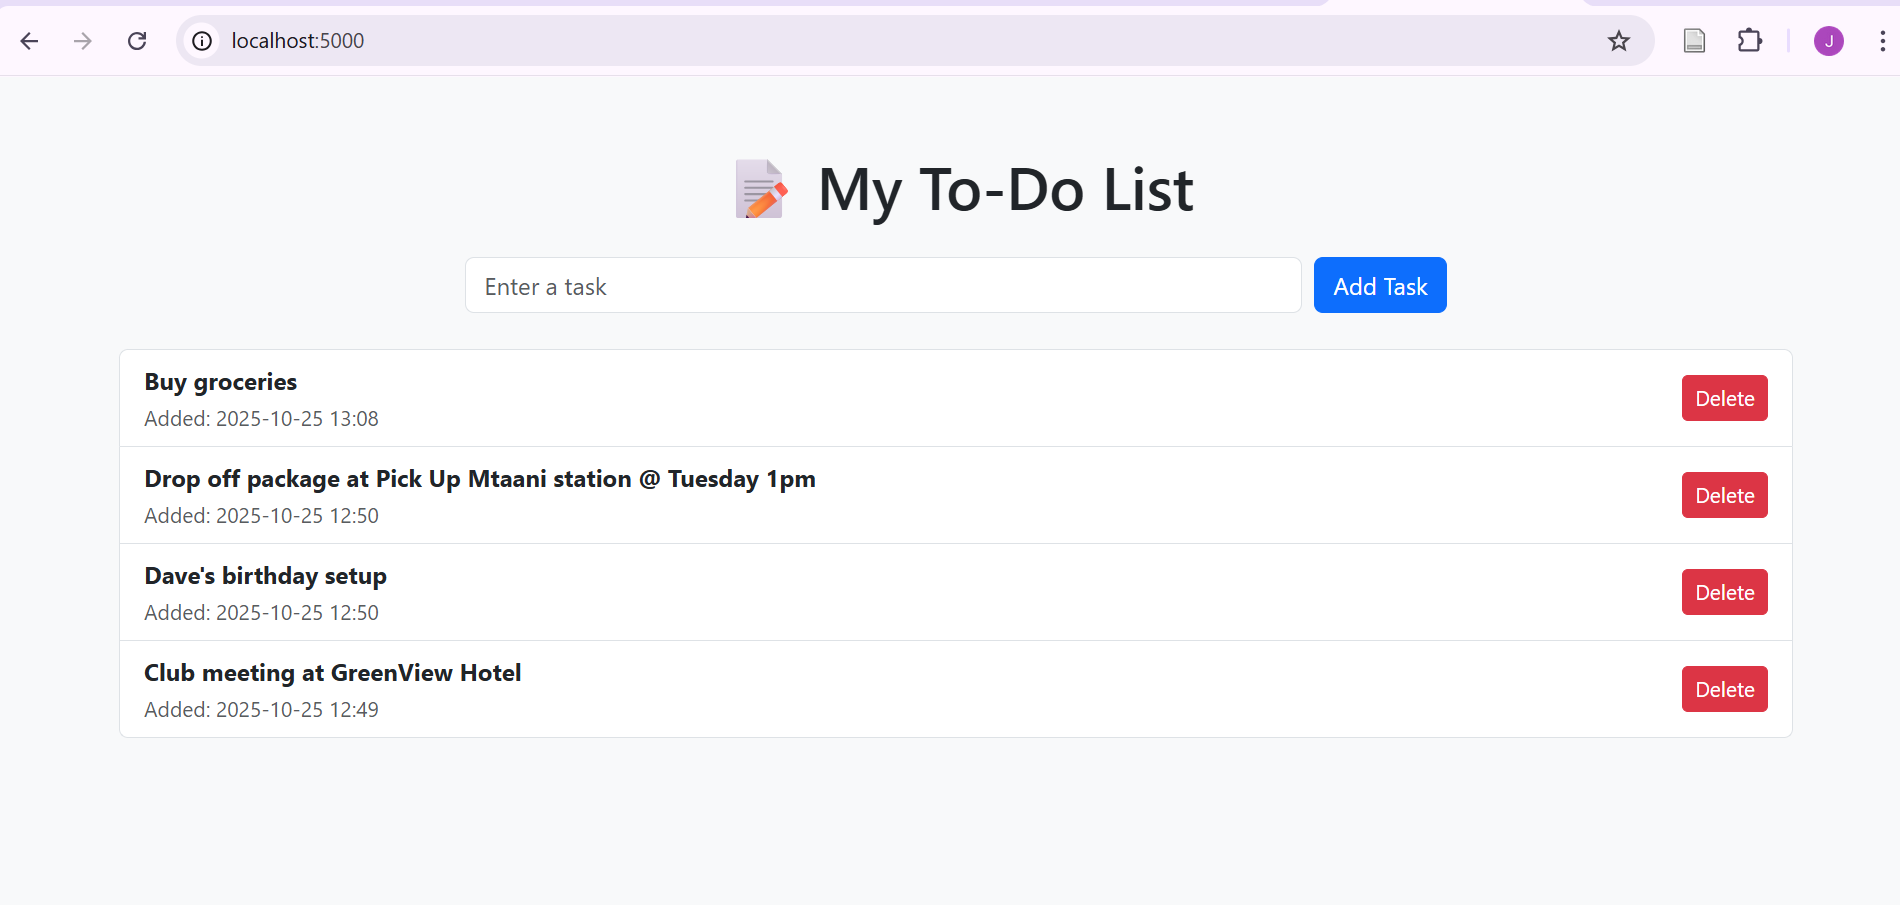 localhost:5000
J
My To-Do List
Enter a task
Add Task
Buy groceries
Added: 2025-10-25 13:08
Delete
Drop off package at Pick Up Mtaani station @ Tuesday 1pm
Added: 2025-10-25 12:50
Delete
Dave's birthday setup
Added: 2025-10-25 12:50
Delete
Club meeting at GreenView Hotel
Added: 2025-10-25 12:49
Delete